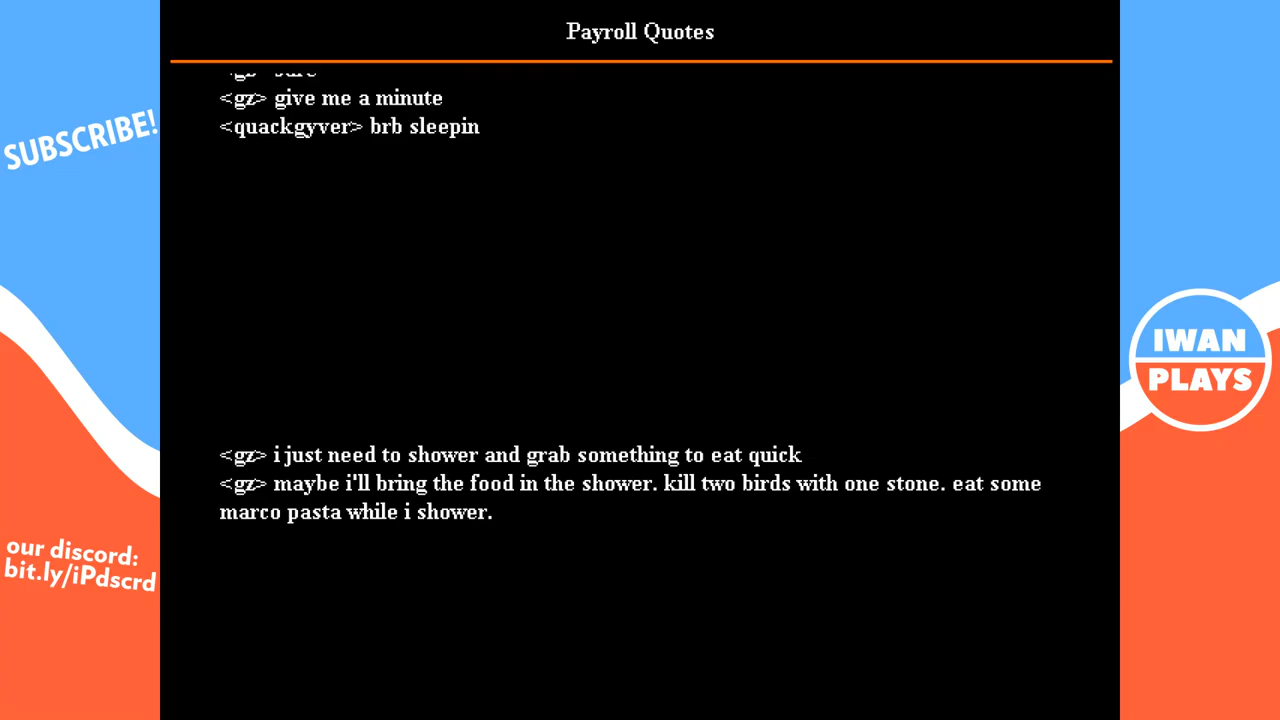 Payroll Quotes
<gz> give me a minute
<quackgyver> brb sleepin
<gz> i just need to shower and grab something to eat quick
<gz> maybe i'll bring the food in the shower. kill two birds with one stone. eat some
marco pasta while i shower.
SUBSCRIBE!
our discord:
bit.ly/iPdscrd
IWAN
PLAYS